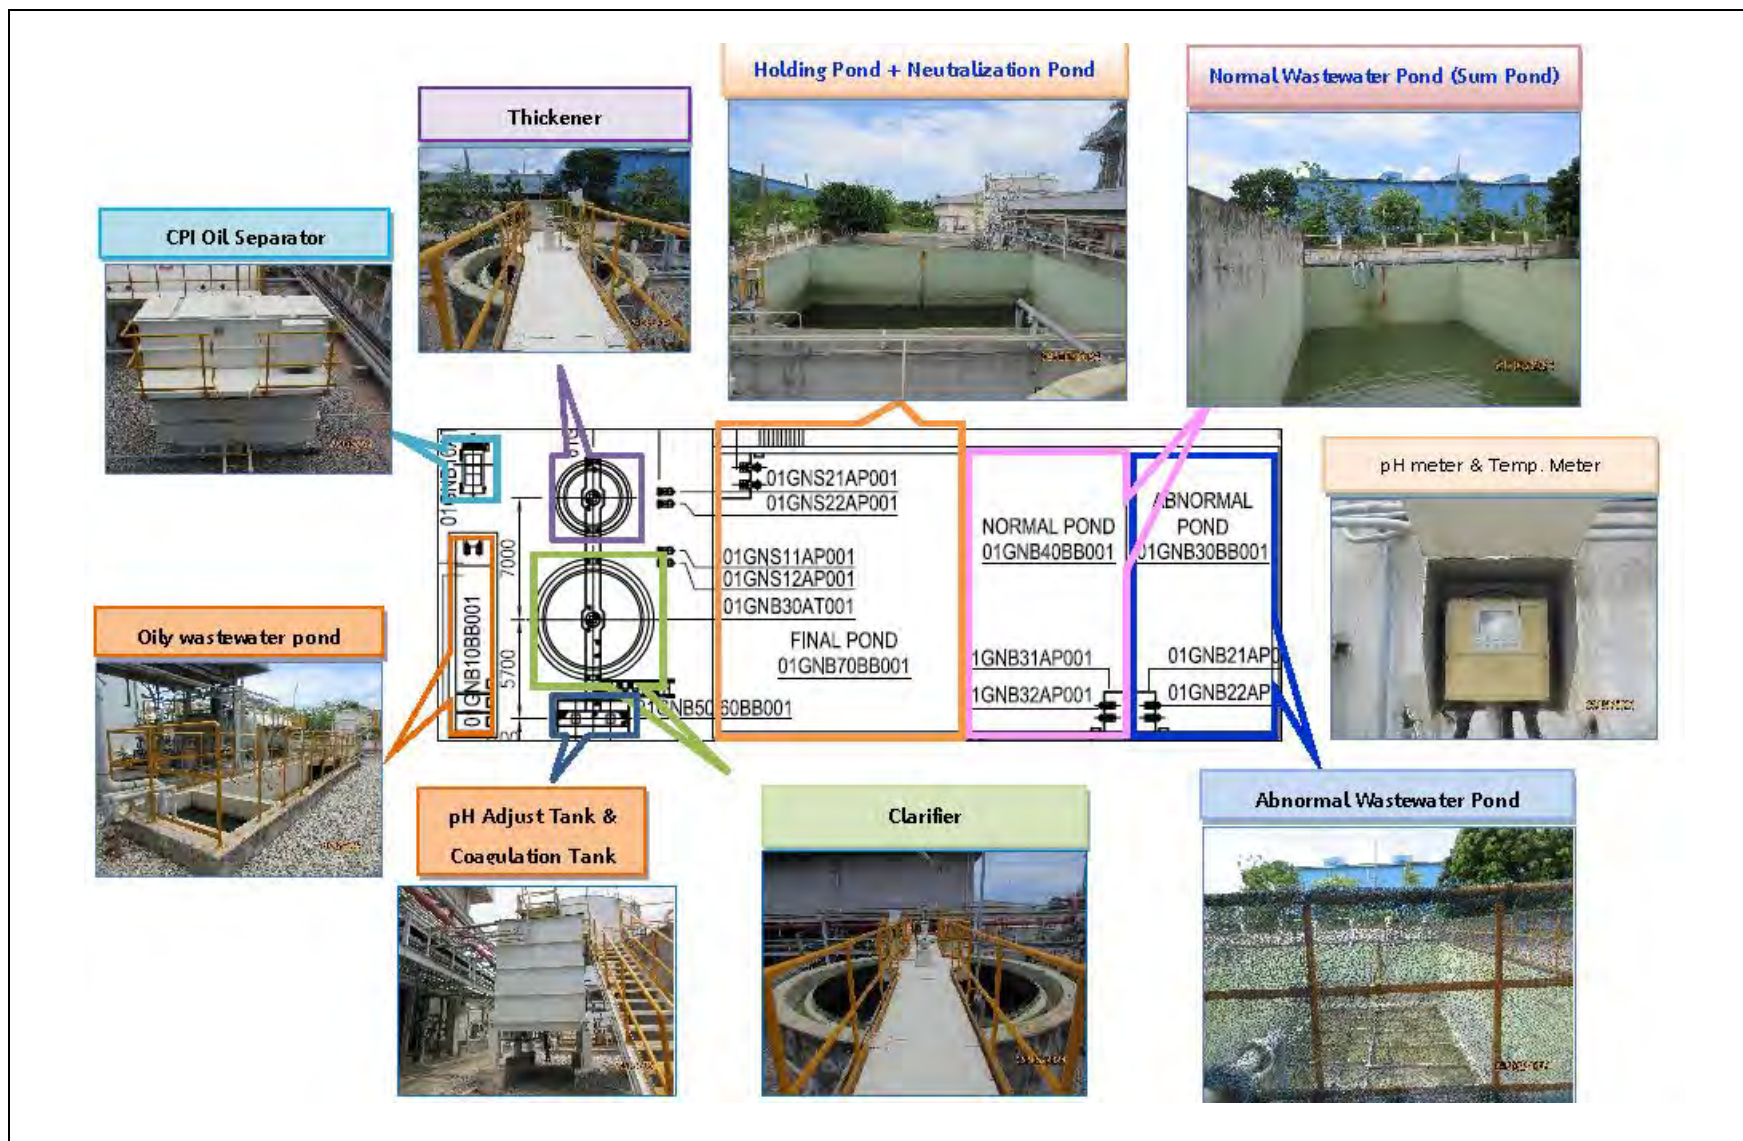 Holding Pond + Neutralization Pond
Normal Wastewater Pond (Sum Pond)
Thickener
CPI Oil Separator
pH meter & Temp. Meter
Oily wastewater pond
01GNS21AP001
01GNS22AP001
01GNS11AP001
01GNS12AP001
01GNB30AT001
FINAL POND
01GNB70BB001
NORMAL POND
01GNB40BB001
ABNORMAL
POND
01GNB30BB001
1GNB31AP001
1GNB32AP001
01GNB21AP0
01GNB22AP
01GNB10BB001
7000
5700
pH Adjust Tank &
Coagulation Tank
Clarifier
Abnormal Wastewater Pond